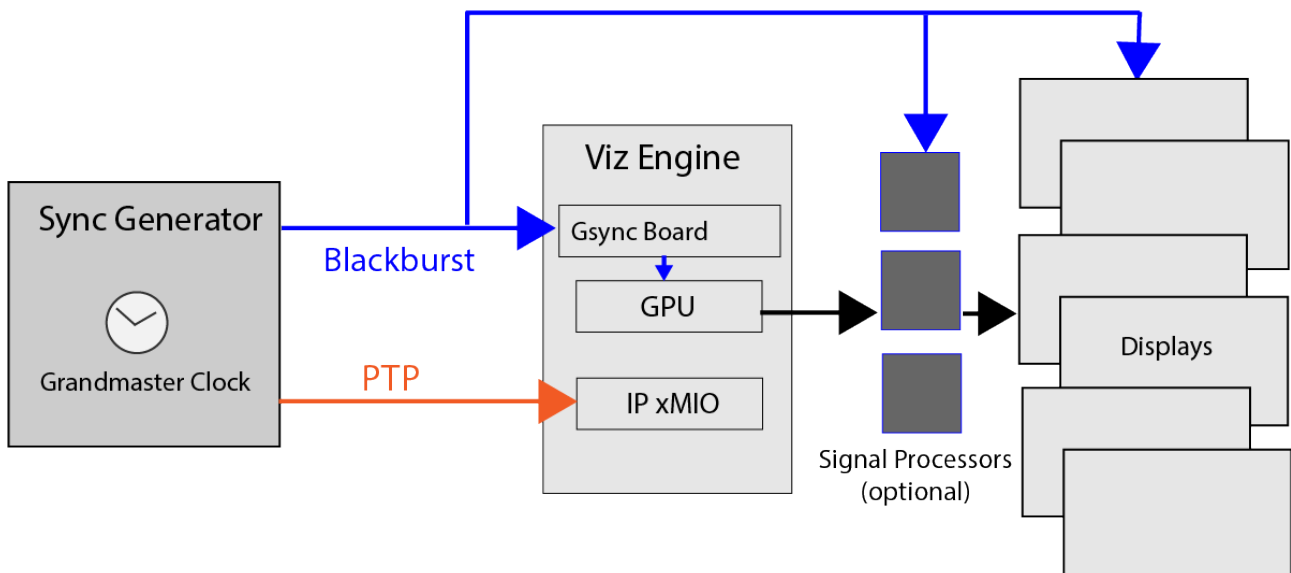 Viz Engine
Sync Generator
Gsync Board
Blackburst
GPU
Displays
PTP
Grandmaster Clock
IP xMIO
Signal Processors
(optional)